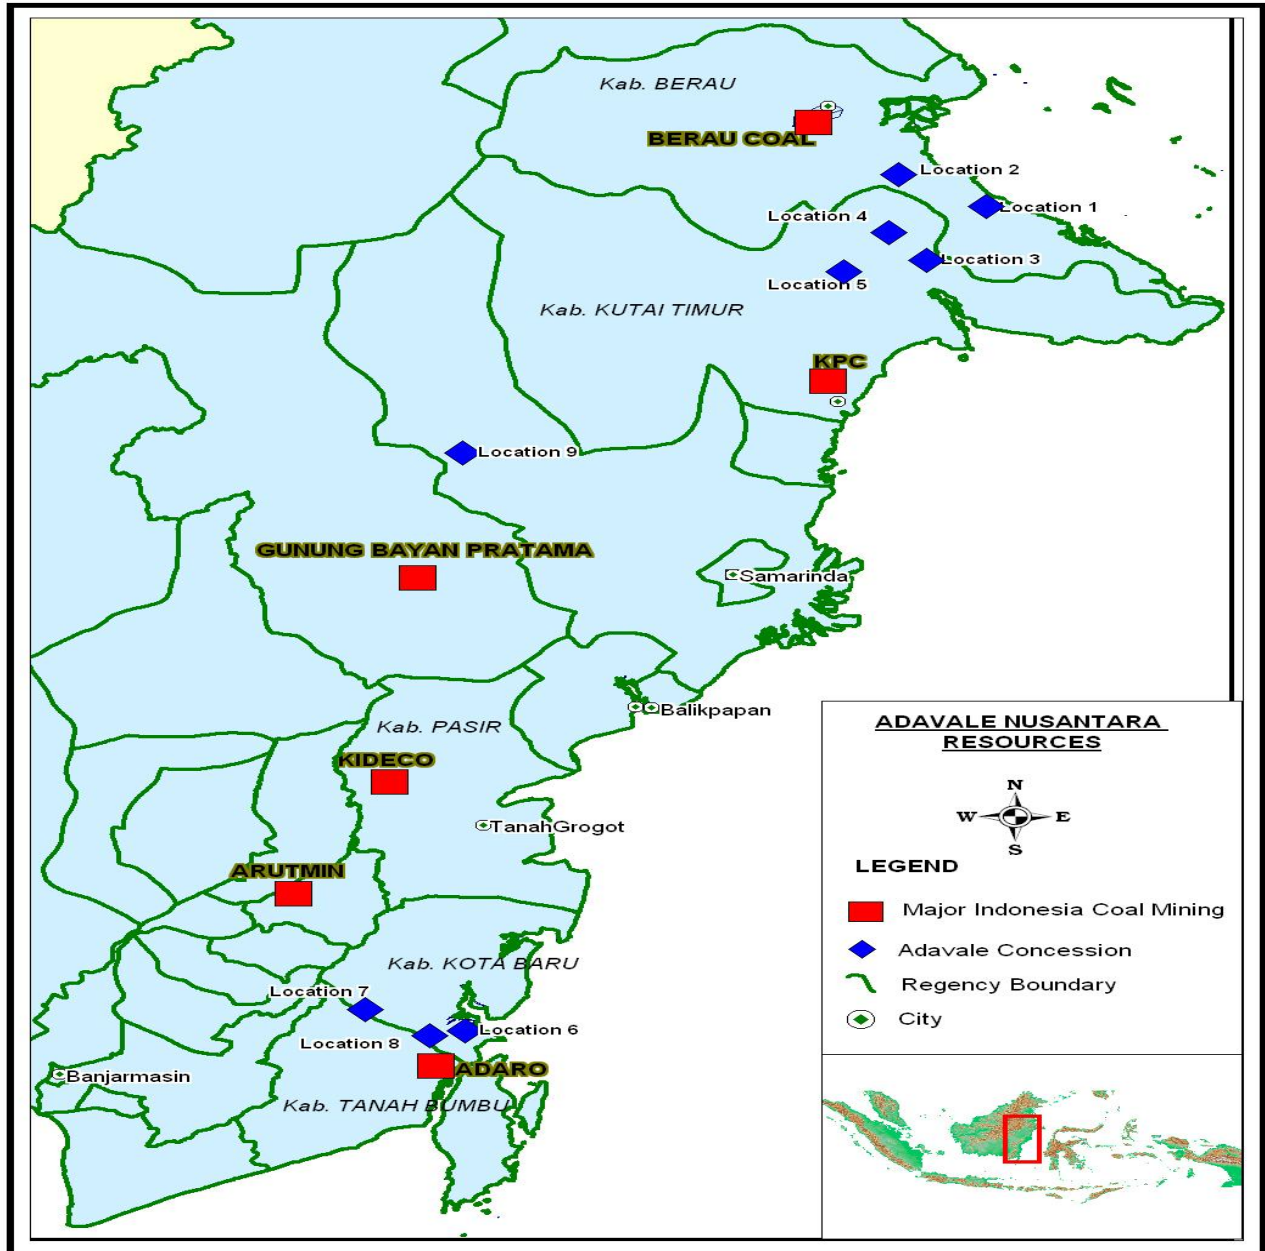 Kab. BERAU
BERAU COAL
Location 2
Location 1
Location 4
Location 3
Location 5
Kab. KUTAI TIMUR
KPC
Location 9
GUNUNG BAYAN PRATAMA
Samarinda
Balikpapan
Kab. PASIR
KIDECO
TanahGrogot
ARUTMIN
Kab. KOTA BARU
Location 7
Location 6
Location 8
ADARO
Banjarmasin
Kab. TANAH BUMBU
ADAVALE NUSANTARA
RESOURCES
N
W E
S
LEGEND
Major Indonesia Coal Mining
Adavale Concession
Regency Boundary
City